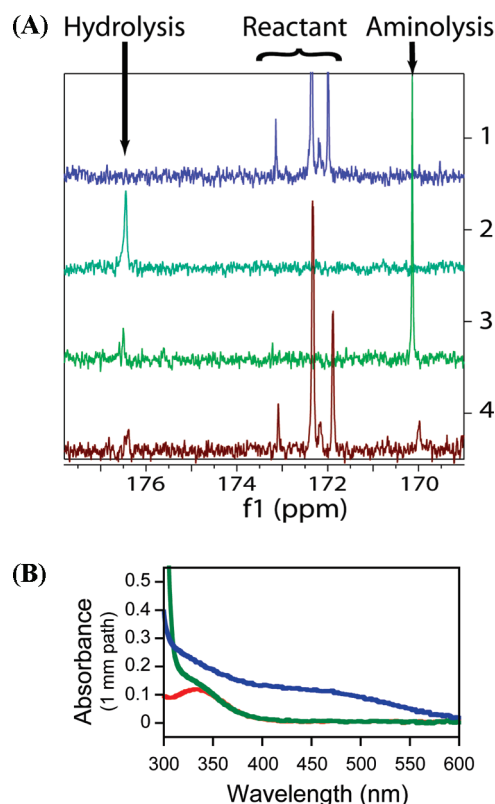 (A)
Hydrolysis Reactant Aminolysis
1
2
3
4
176 174 172 170
f1 (ppm)
(B)
0.5
0.4
0.3
0.2
0.1
0
Absorbance
(1 mm path)
300 350 400 450 500 550 600
Wavelength (nm)